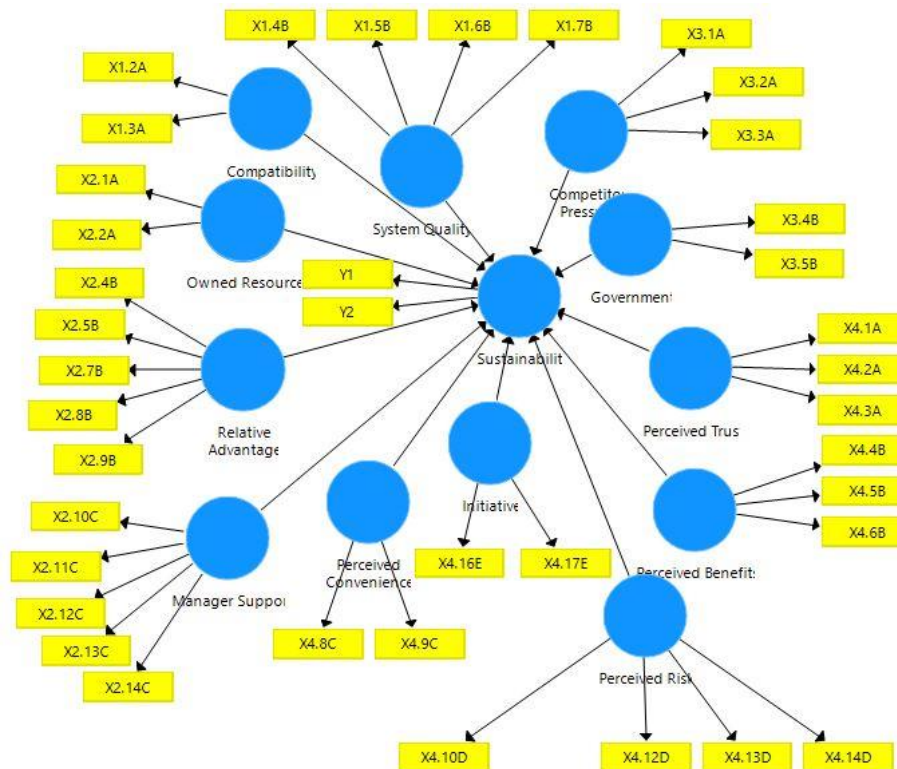 X1.4B
X1.5B
X1.6B
X1.7B
X3.1A
X1.2A
X3.2A
X1.3A
X3.3A
Compatibility
Competito
Press
X2.1A
System Quality
X3.4B
X2.2A
X3.5B
Owned Resource
Y1
Government
X2.4B
Y2
X2.5B
Sustainabilit
X4.1A
X2.7B
X4.2A
X2.8B
X4.3A
Relative
Advantage
Perceived Trus
X2.9B
X4.4B
X4.5B
X4.6B
Initiative
X2.10C
X2.11C
Perceived
Convenience
X4.16E
X4.17E
Perceived Benefits
X2.12C
Manager Suppor
X2.13C
X4.8C
X4.9C
X2.14C
Perceived Risk
X4.10D
X4.12D
X4.13D
X4.14D